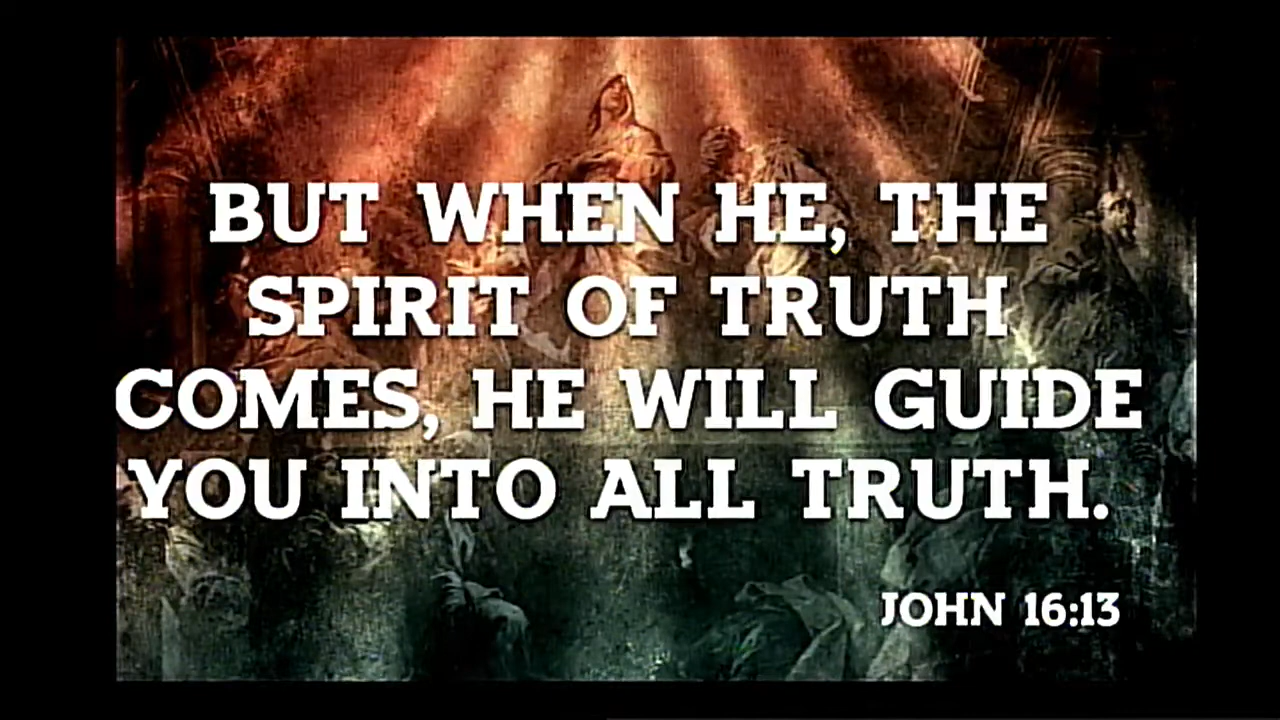 BUT WHEN HE, THE
SPIRIT OF TRUTH
COMES, HE WILL GUIDE
YOU INTO ALL TRUTH.
JOHN 16:13